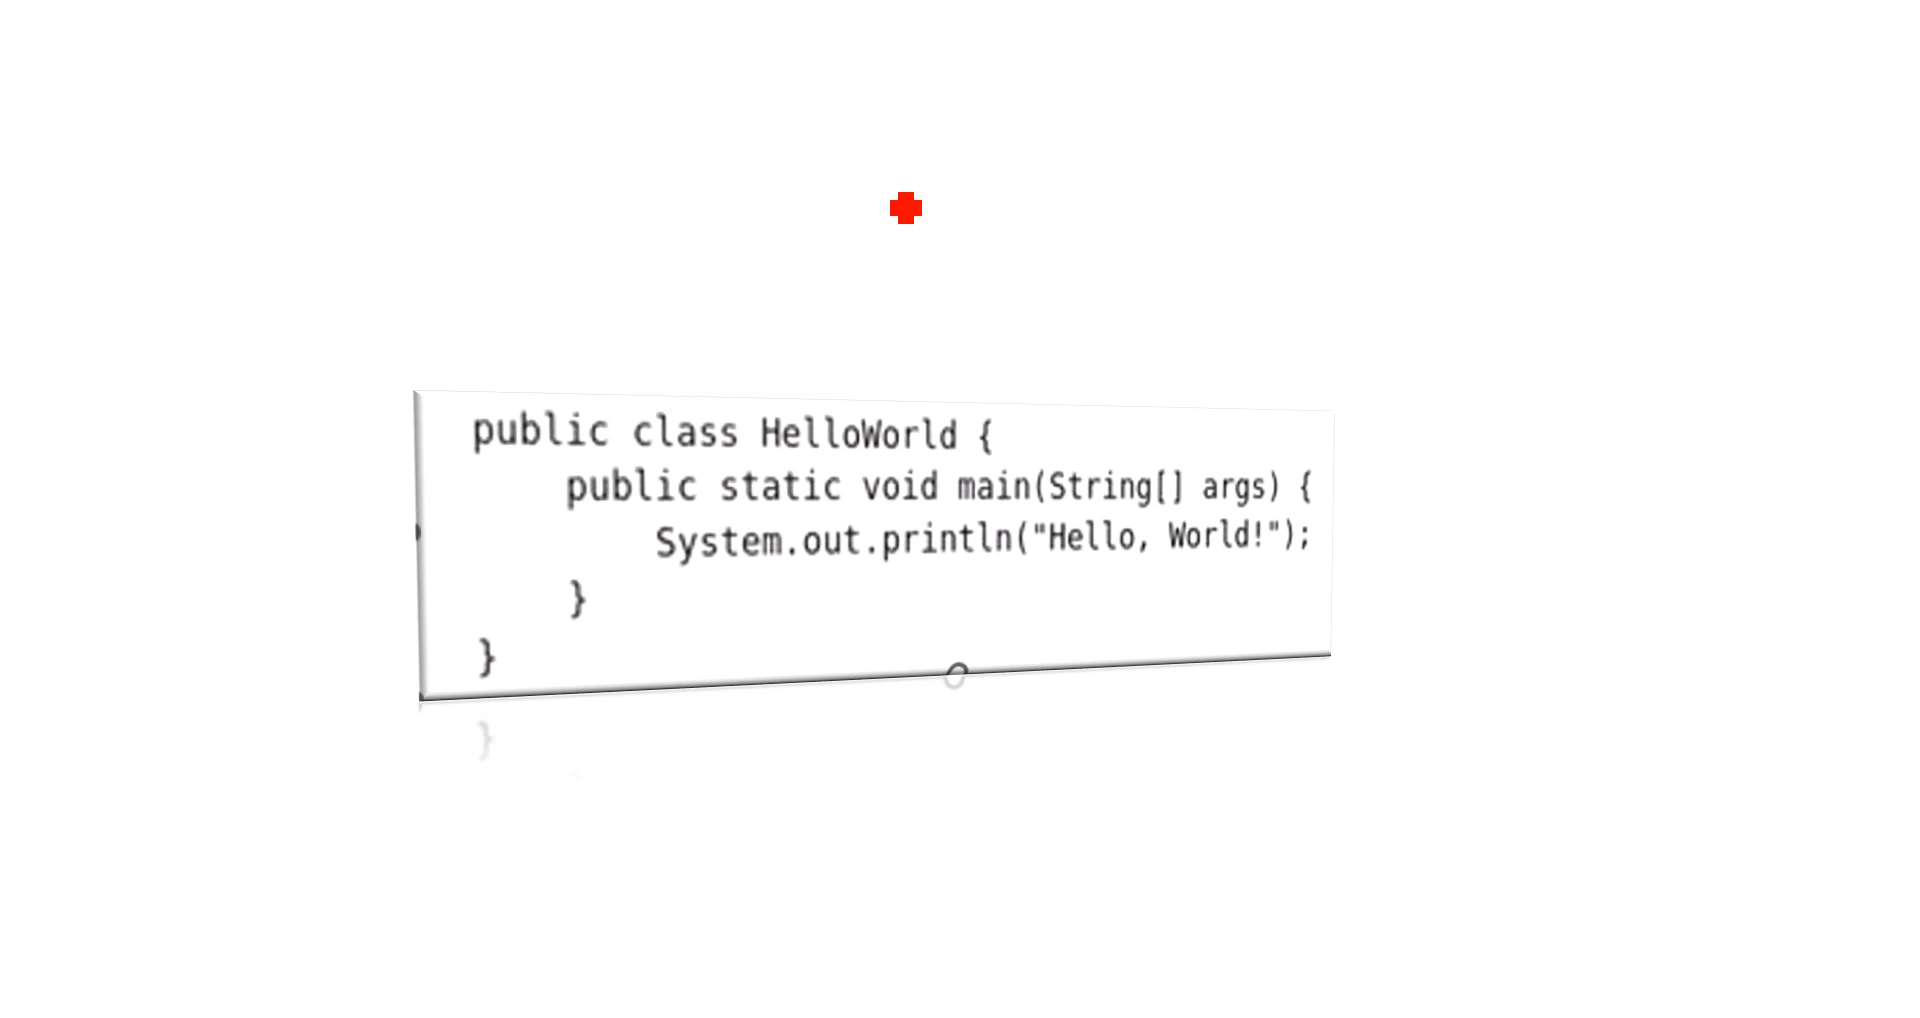 public class HelloWorld {
    public static void main(String[] args) {
        System.out.println("Hello, World!");
    }
}